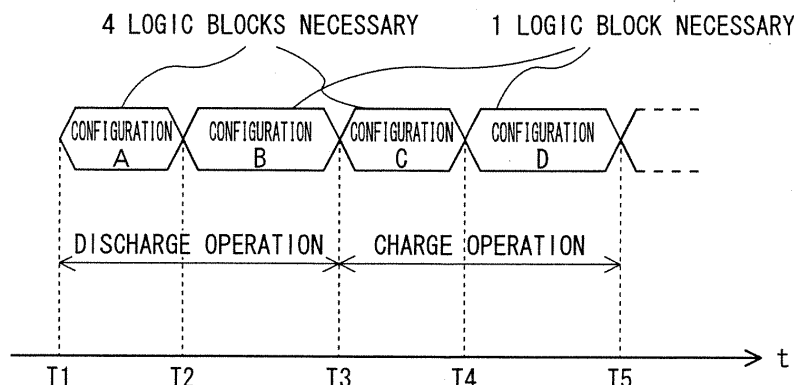 4 LOGIC BLOCKS NECESSARY
1 LOGIC BLOCK NECESSARY
CONFIGURATION A
CONFIGURATION B
CONFIGURATION C
CONFIGURATION D
DISCHARGE OPERATION
CHARGE OPERATION
t
T1 T2 T3 T4 T5